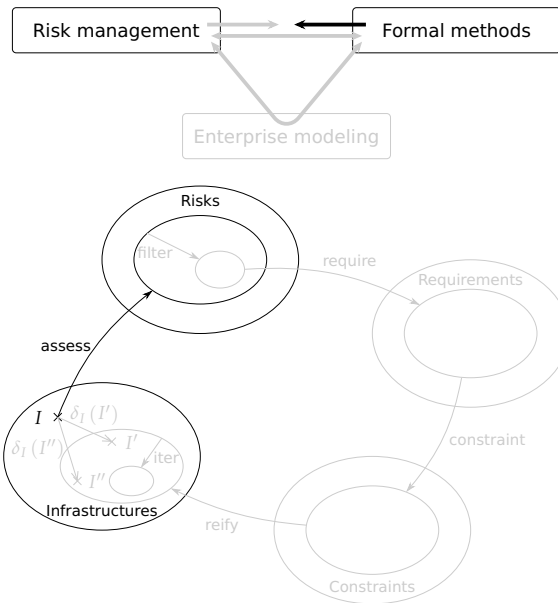 Risk management
Formal methods
Enterprise modeling
Risks
filter
require
Requirements
assess
I
δI (I′)
δI (I″)
I′
iter
I″
constraint
Infrastructures
reify
Constraints